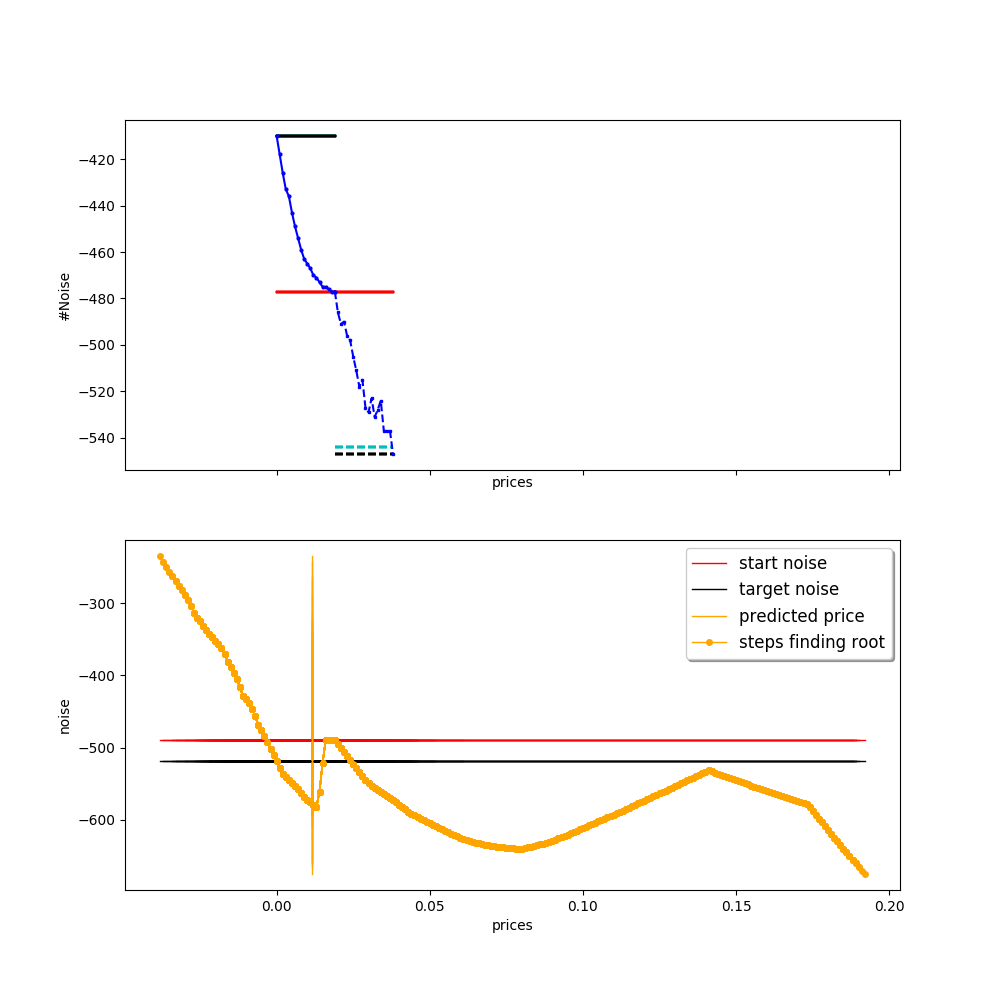 #Noise
−420
−440
−460
−480
−500
−520
−540
prices
noise
−300
−400
−500
−600
start noise
target noise
predicted price
steps finding root
0.00
0.05
0.10
0.15
0.20
prices